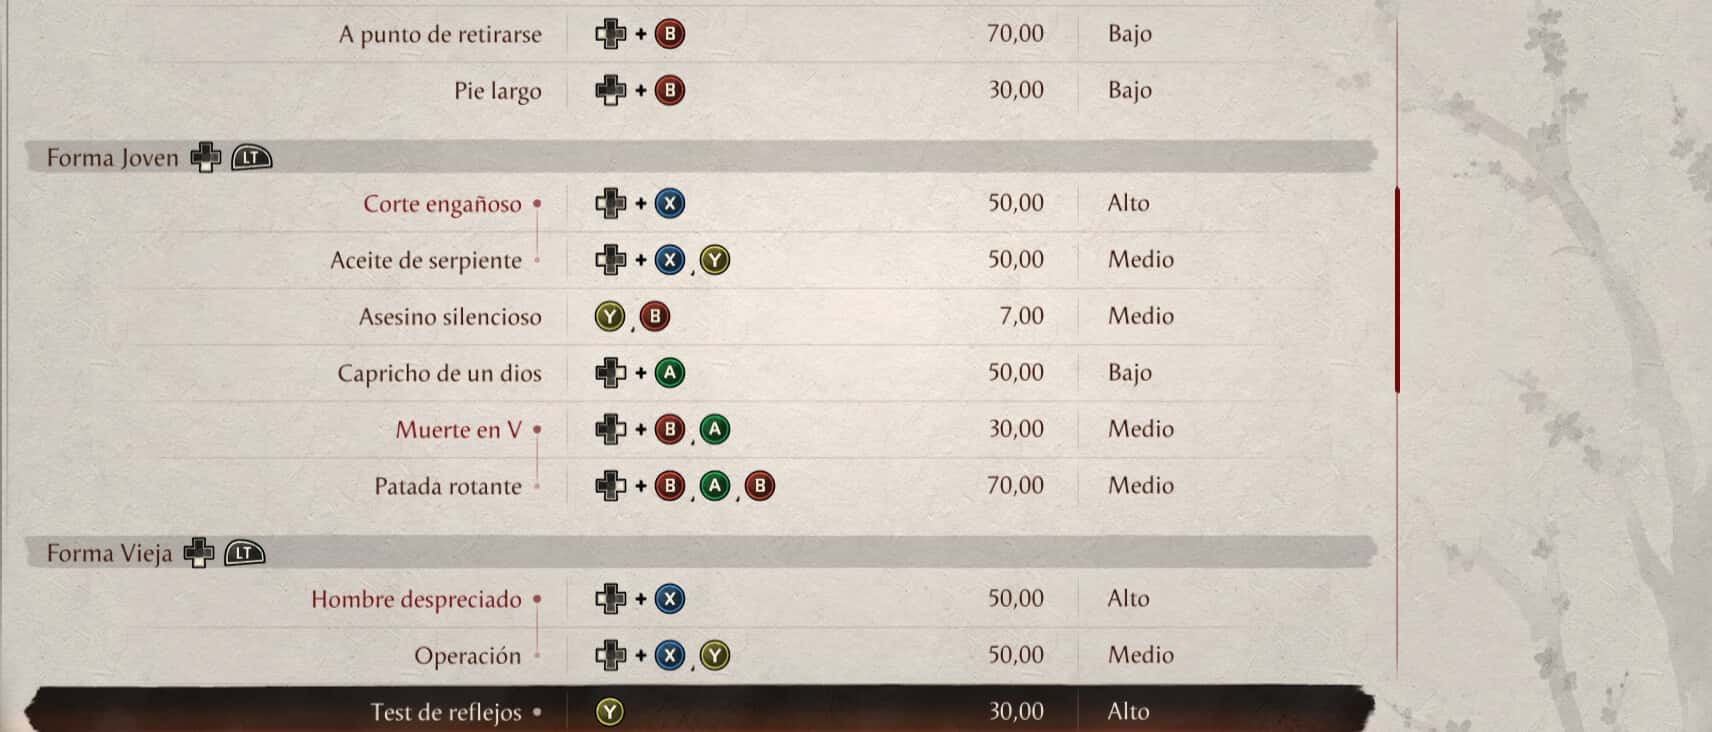 A punto de retirarse + B 70,00 Bajo
Pie largo + B 30,00 Bajo
Forma Joven LT
Corte engañoso + X 50,00 Alto
Aceite de serpiente + X , Y 50,00 Medio
Asesino silencioso Y , B 7,00 Medio
Capricho de un dios + A 50,00 Bajo
Muerte en V + B , A 30,00 Medio
Patada rotante + B , A , B 70,00 Medio
Forma Vieja LT
Hombre despreciado + X 50,00 Alto
Operación + X , Y 50,00 Medio
Test de reflejos Y 30,00 Alto